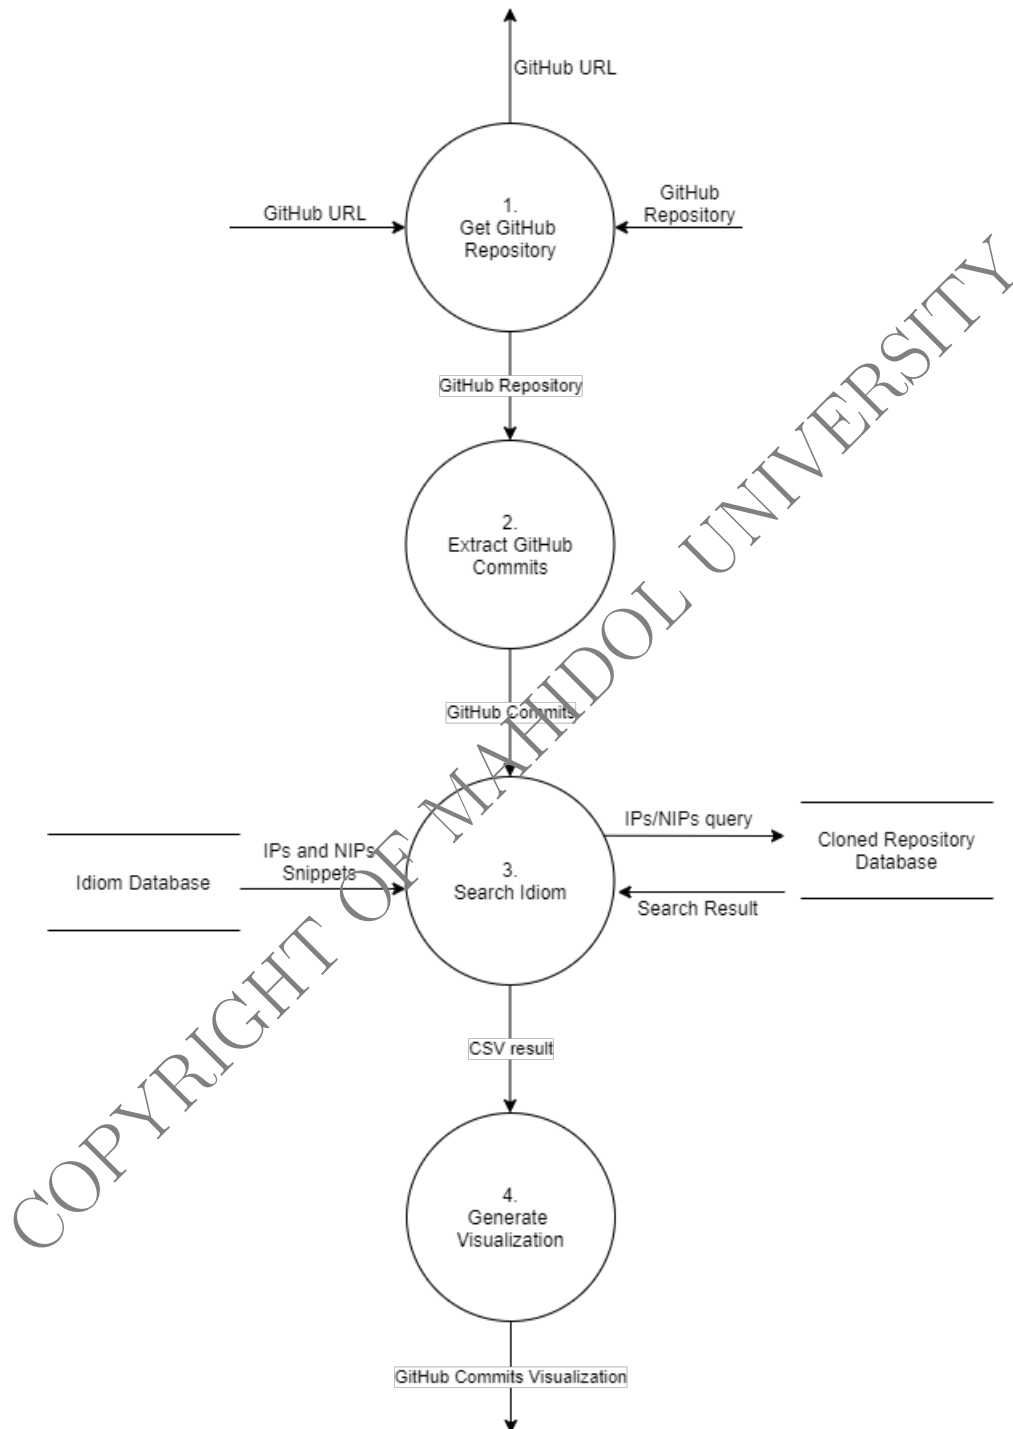 GitHub URL
GitHub URL
1.
Get GitHub
Repository
GitHub
Repository
GitHub Repository
2.
Extract GitHub
Commits
GitHub Commits
IPs/NIPs query
Cloned Repository
Database
IPs and NIPs
Snippets
Idiom Database
3.
Search Idiom
Search Result
CSV result
4.
Generate
Visualization
GitHub Commits Visualization
COPYRIGHT OF MAHIDOL UNIVERSITY